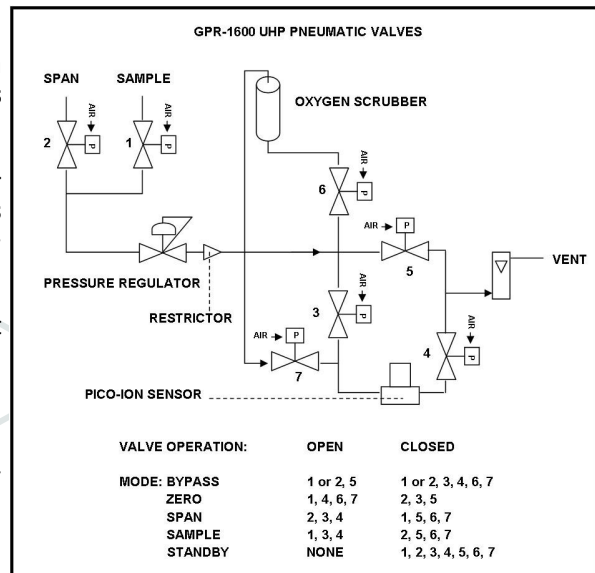 GPR-1600 UHP PNEUMATIC VALVES
SPAN SAMPLE
OXYGEN SCRUBBER
AIR AIR
2 P 1 P
6 AIR P
AIR P
5
VENT
PRESSURE REGULATOR
RESTRICTOR
3 AIR P
AIR P
7
4 AIR P
PICO-ION SENSOR
VALVE OPERATION: OPEN CLOSED
MODE: BYPASS 1 or 2, 5 1 or 2, 3, 4, 6, 7
ZERO 1, 4, 6, 7 2, 3, 5
SPAN 2, 3, 4 1, 5, 6, 7
SAMPLE 1, 3, 4 2, 5, 6, 7
STANDBY NONE 1, 2, 3, 4, 5, 6, 7